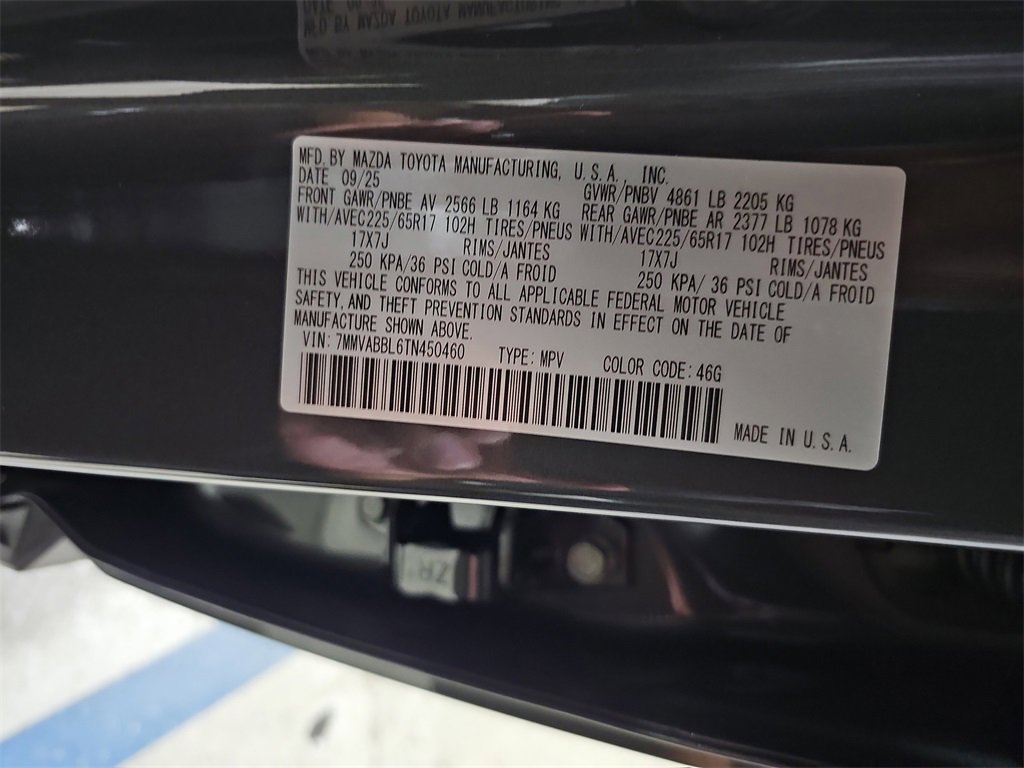 MFD. BY MAZDA TOYOTA MANUFACTURING, U.S.A., INC.
DATE 09/25 GVWR/PNBV 4861 LB 2205 KG
FRONT GAWR/PNBE AV 2566 LB 1164 KG REAR GAWR/PNBE AR 2377 LB 1078 KG
WITH/AVEC225/65R17 102H TIRES/PNEUS WITH/AVEC225/65R17 102H TIRES/PNEUS
17X7J RIMS/JANTES 17X7J RIMS/JANTES
250 KPA/36 PSI COLD/A FROID 250 KPA/ 36 PSI COLD/A FROID
THIS VEHICLE CONFORMS TO ALL APPLICABLE FEDERAL MOTOR VEHICLE
SAFETY, AND THEFT PREVENTION STANDARDS IN EFFECT ON THE DATE OF
MANUFACTURE SHOWN ABOVE.
VIN: 7MMVABBL6TN450460 TYPE: MPV COLOR CODE: 46G
MADE IN U.S.A.